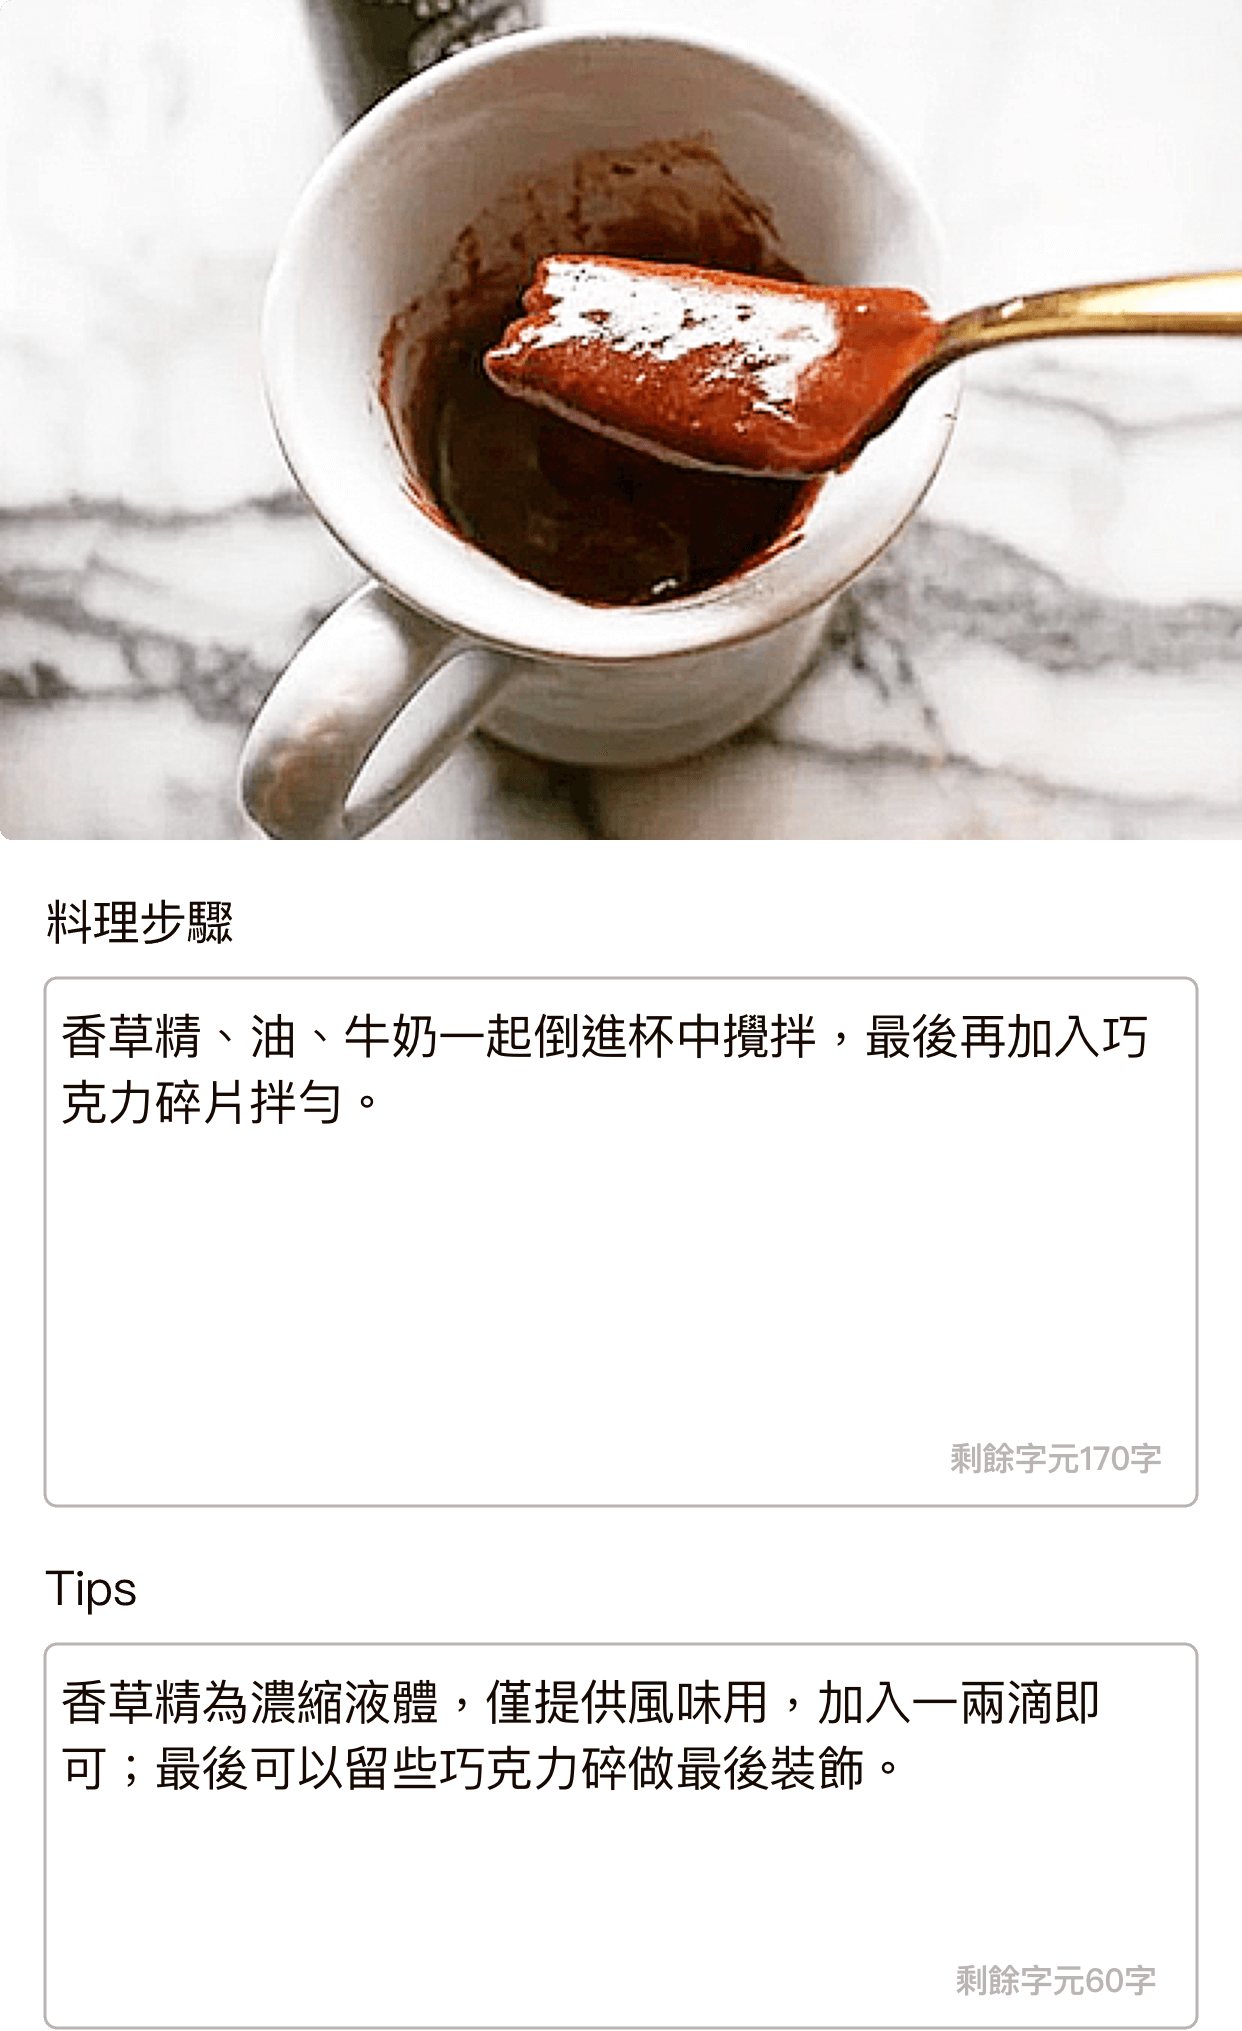 料理步驟
香草精、油、牛奶一起倒進杯中攪拌，最後再加入巧
克力碎片拌勻。
剩餘字元170字
Tips
香草精為濃縮液體，僅提供風味用，加入一兩滴即
可；最後可以留些巧克力碎做最後裝飾。
剩餘字元60字